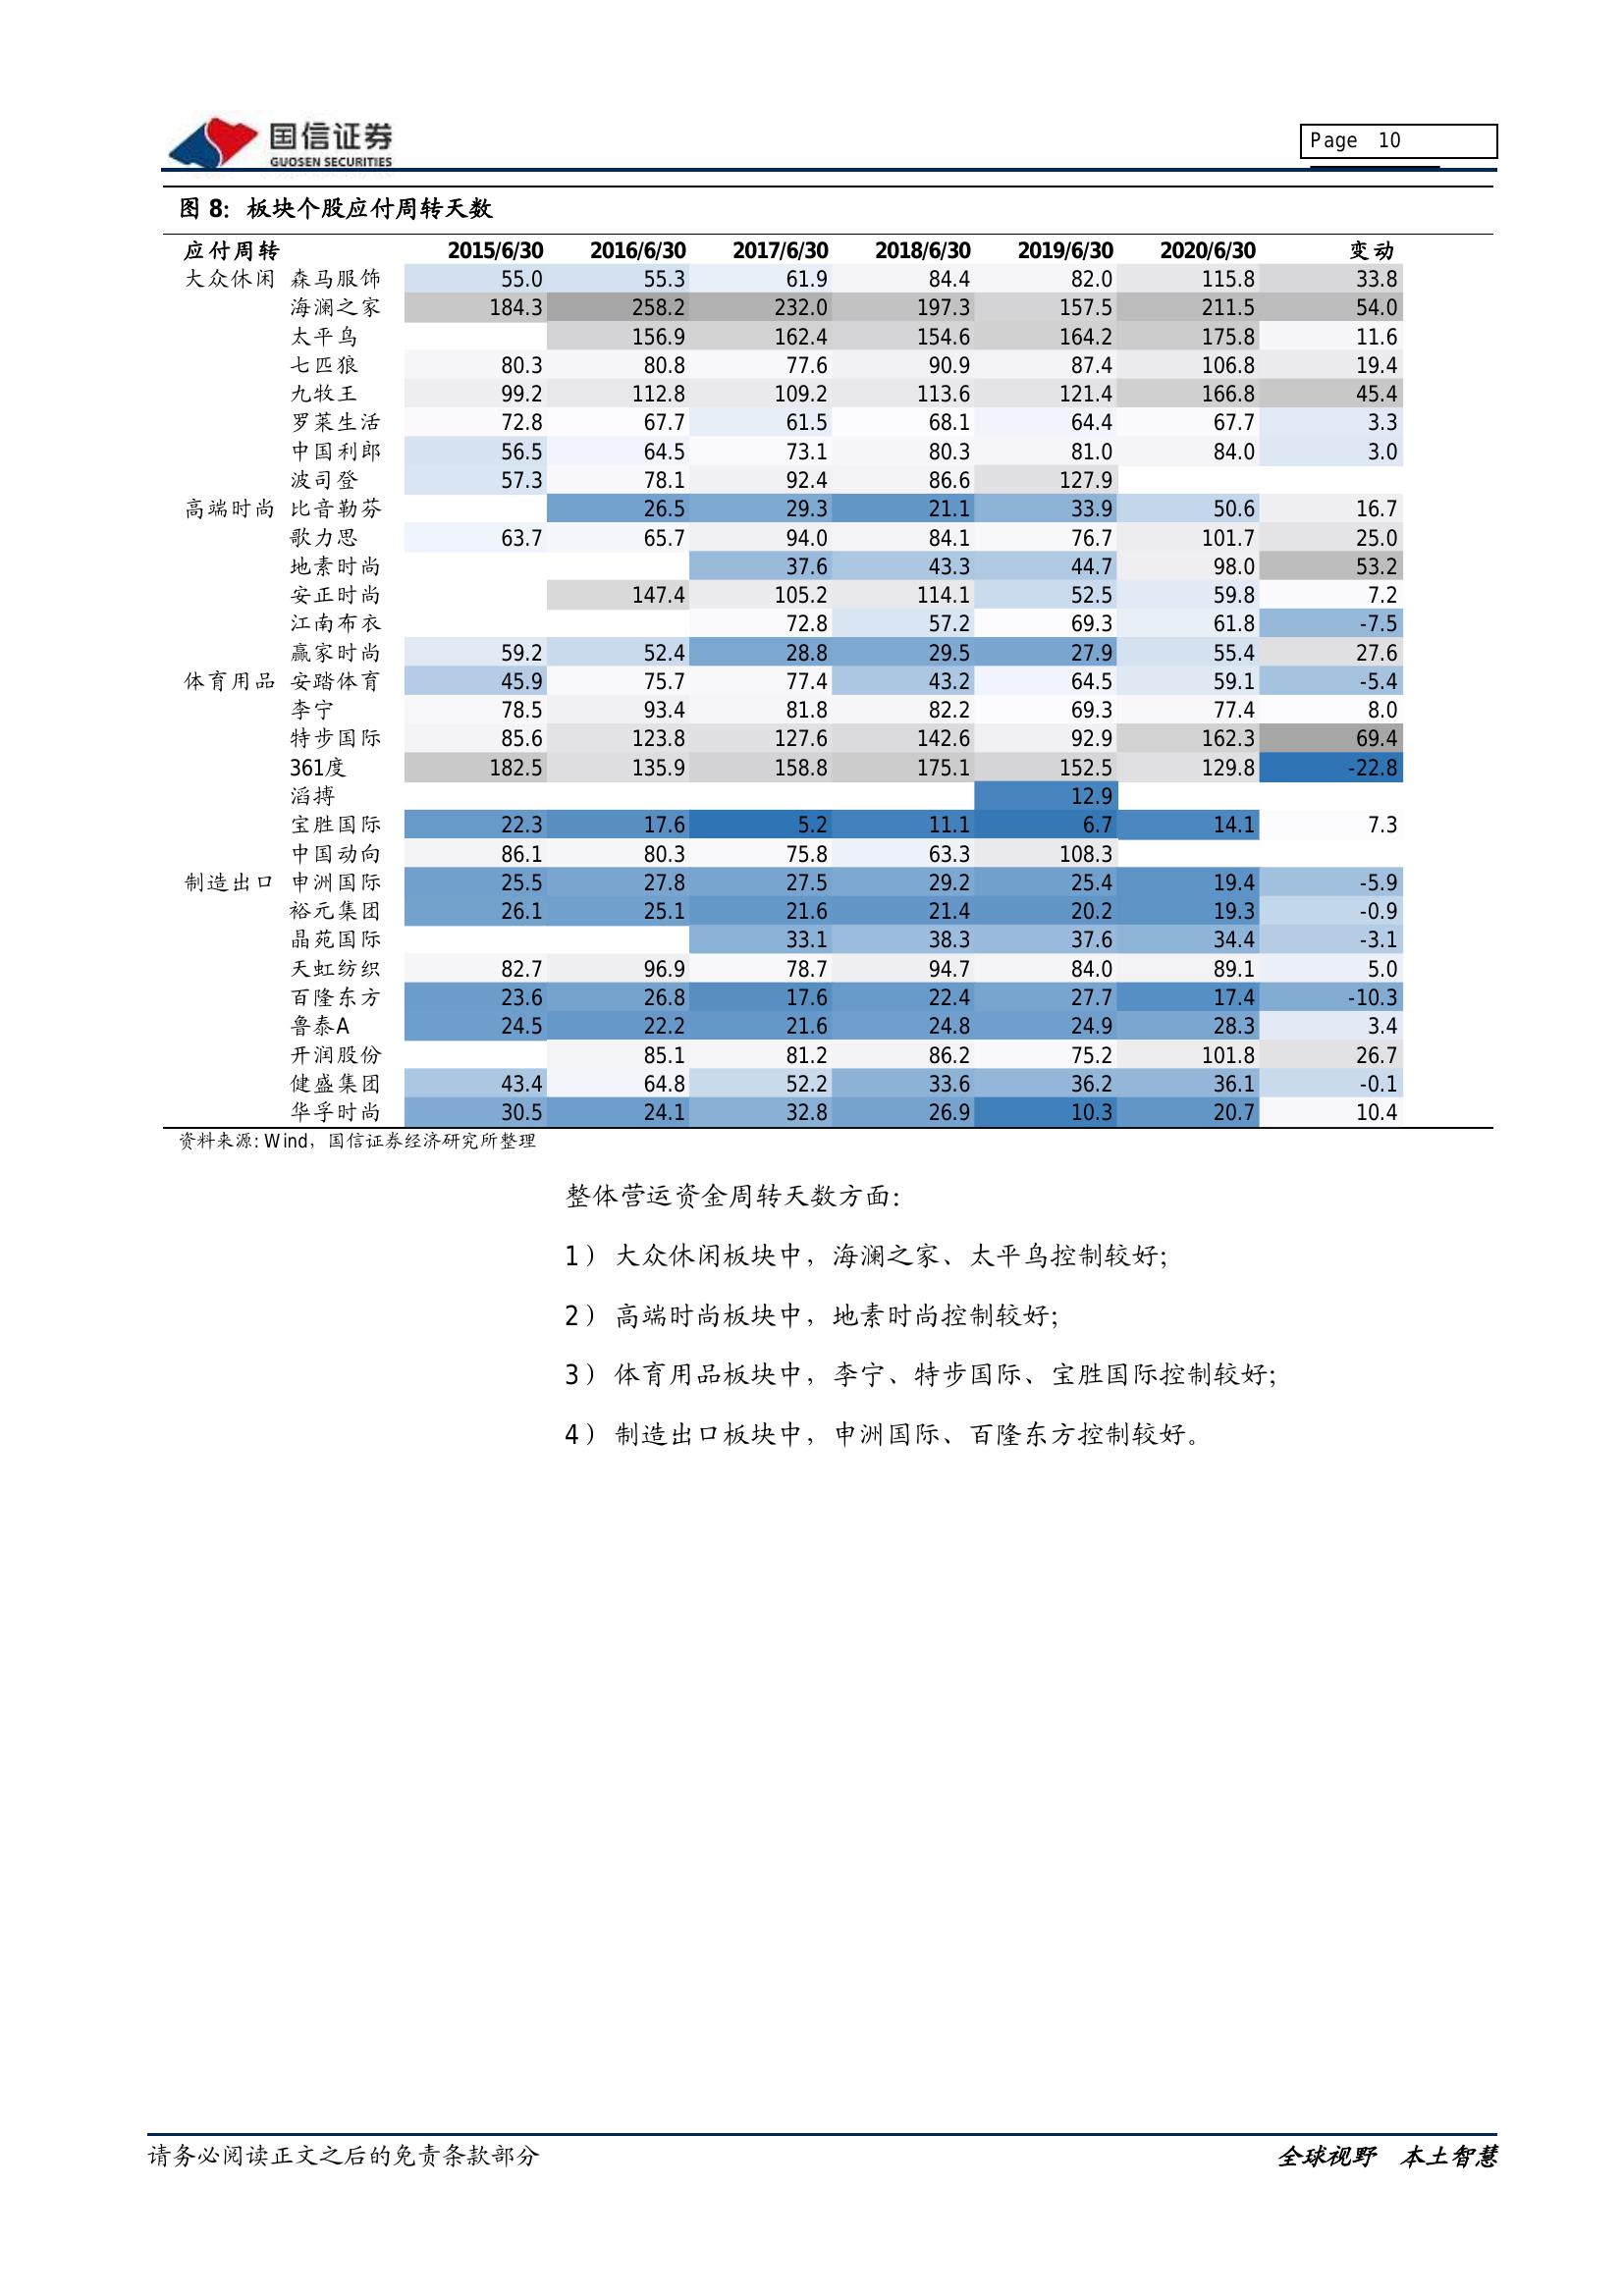 国信证券
GUOSEN SECURITIES
Page 10
图 8：板块个股应付周转天数
应付周转 2015/6/30 2016/6/30 2017/6/30 2018/6/30 2019/6/30 2020/6/30 变动
大众休闲 森马服饰 55.0 55.3 61.9 84.4 82.0 115.8 33.8
海澜之家 184.3 258.2 232.0 197.3 157.5 211.5 54.0
太平鸟 156.9 162.4 154.6 164.2 175.8 11.6
七匹狼 80.3 80.8 77.6 90.9 87.4 106.8 19.4
九牧王 99.2 112.8 109.2 113.6 121.4 166.8 45.4
罗莱生活 72.8 67.7 61.5 68.1 64.4 67.7 3.3
中国利郎 56.5 64.5 73.1 80.3 81.0 84.0 3.0
波司登 57.3 78.1 92.4 86.6 127.9
高端时尚 比音勒芬 26.5 29.3 21.1 33.9 50.6 16.7
歌力思 63.7 65.7 94.0 84.1 76.7 101.7 25.0
地素时尚 37.6 43.3 44.7 98.0 53.2
安正时尚 147.4 105.2 114.1 52.5 59.8 7.2
江南布衣 72.8 57.2 69.3 61.8 -7.5
赢家时尚 59.2 52.4 28.8 29.5 27.9 55.4 27.6
体育用品 安踏体育 45.9 75.7 77.4 43.2 64.5 59.1 -5.4
李宁 78.5 93.4 81.8 82.2 69.3 77.4 8.0
特步国际 85.6 123.8 127.6 142.6 92.9 162.3 69.4
361度 182.5 135.9 158.8 175.1 152.5 129.8 -22.8
滔搏 12.9
宝胜国际 22.3 17.6 5.2 11.1 6.7 14.1 7.3
中国动向 86.1 80.3 75.8 63.3 108.3
制造出口 申洲国际 25.5 27.8 27.5 29.2 25.4 19.4 -5.9
裕元集团 26.1 25.1 21.6 21.4 20.2 19.3 -0.9
晶苑国际 33.1 38.3 37.6 34.4 -3.1
天虹纺织 82.7 96.9 78.7 94.7 84.0 89.1 5.0
百隆东方 23.6 26.8 17.6 22.4 27.7 17.4 -10.3
鲁泰A 24.5 22.2 21.6 24.8 24.9 28.3 3.4
开润股份 85.1 81.2 86.2 75.2 101.8 26.7
健盛集团 43.4 64.8 52.2 33.6 36.2 36.1 -0.1
华孚时尚 30.5 24.1 32.8 26.9 10.3 20.7 10.4
资料来源: Wind，国信证券经济研究所整理
整体营运资金周转天数方面：
1） 大众休闲板块中，海澜之家、太平鸟控制较好；
2） 高端时尚板块中，地素时尚控制较好；
3） 体育用品板块中，李宁、特步国际、宝胜国际控制较好；
4） 制造出口板块中，申洲国际、百隆东方控制较好。
请务必阅读正文之后的免责条款部分
全球视野 本土智慧